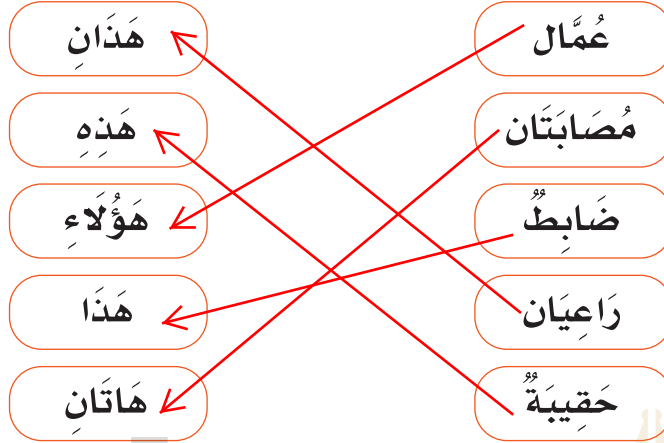 عُمَّال
هَذَانِ
مُصَابَتَان
هَذِهِ
ضَابِطٌ
هَؤُلَاءِ
رَاعِيَان
هَذَا
حَقِيبَةٌ
هَاتَانِ